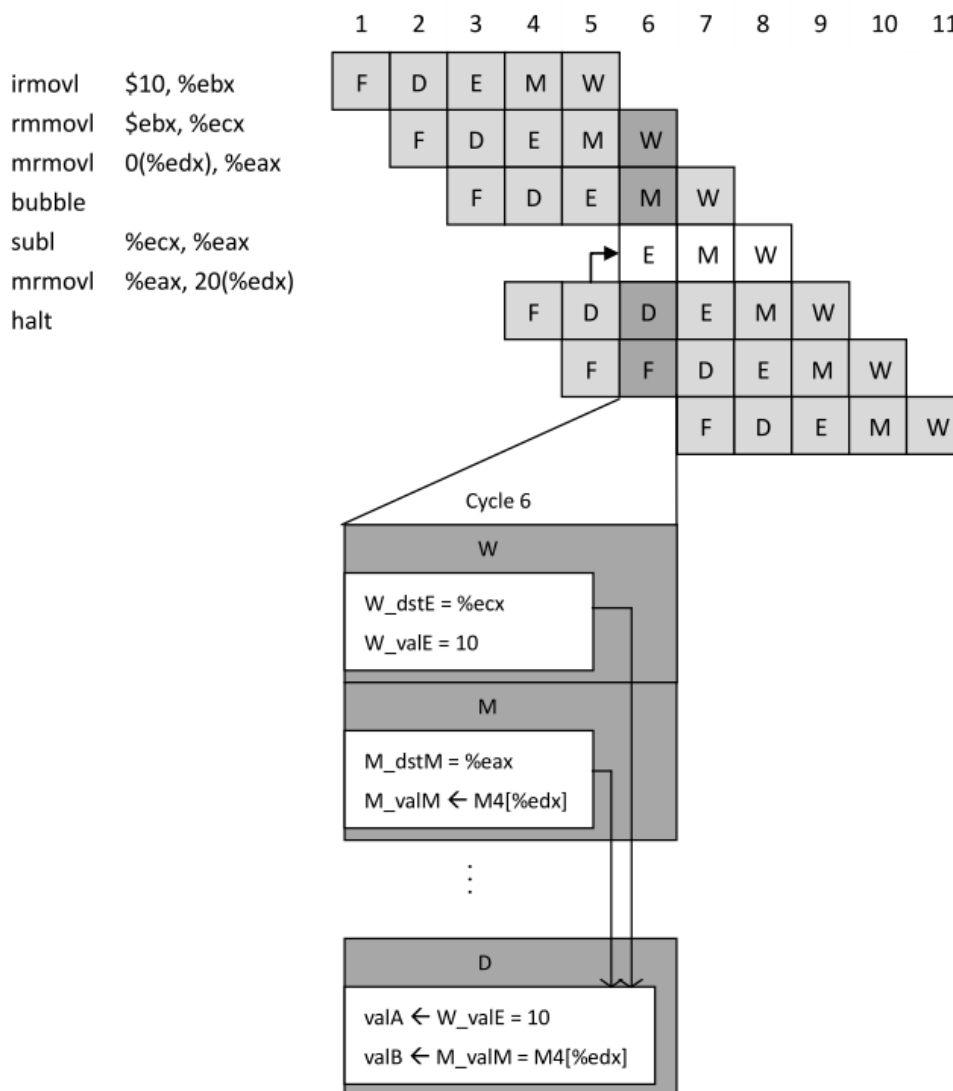 1 2 3 4 5 6 7 8 9 10 11
irmovl $10, %ebx F D E M W
rmmovl $ebx, %ecx F D E M W
mrmovl 0(%edx), %eax F D E M W
bubble E M W
subl %ecx, %eax F D D E M W
mrmovl %eax, 20(%edx) F F D E M W
halt F D E M W
Cycle 6
W
W_dstE = %ecx
W_valE = 10
M
M_dstM = %eax
M_valM ← M4[%edx]
⋮
D
valA ← W_valE = 10
valB ← M_valM = M4[%edx]